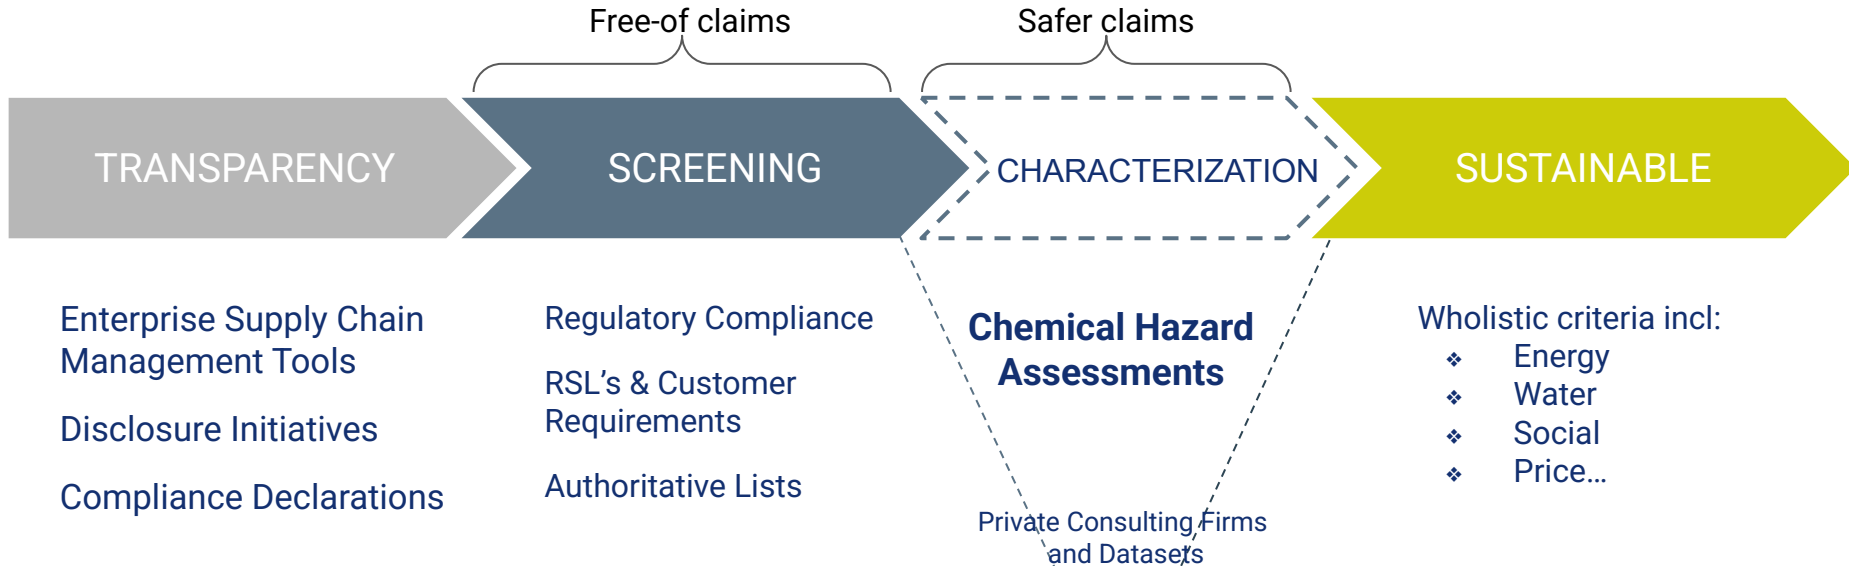 Free-of claims
Safer claims
TRANSPARENCY
SCREENING
CHARACTERIZATION
SUSTAINABLE
Enterprise Supply Chain
Management Tools
Disclosure Initiatives
Compliance Declarations
Regulatory Compliance
RSL's & Customer
Requirements
Authoritative Lists
Chemical Hazard
Assessments
Private Consulting Firms
and Datasets
Wholistic criteria incl:
❖ Energy
❖ Water
❖ Social
❖ Price…